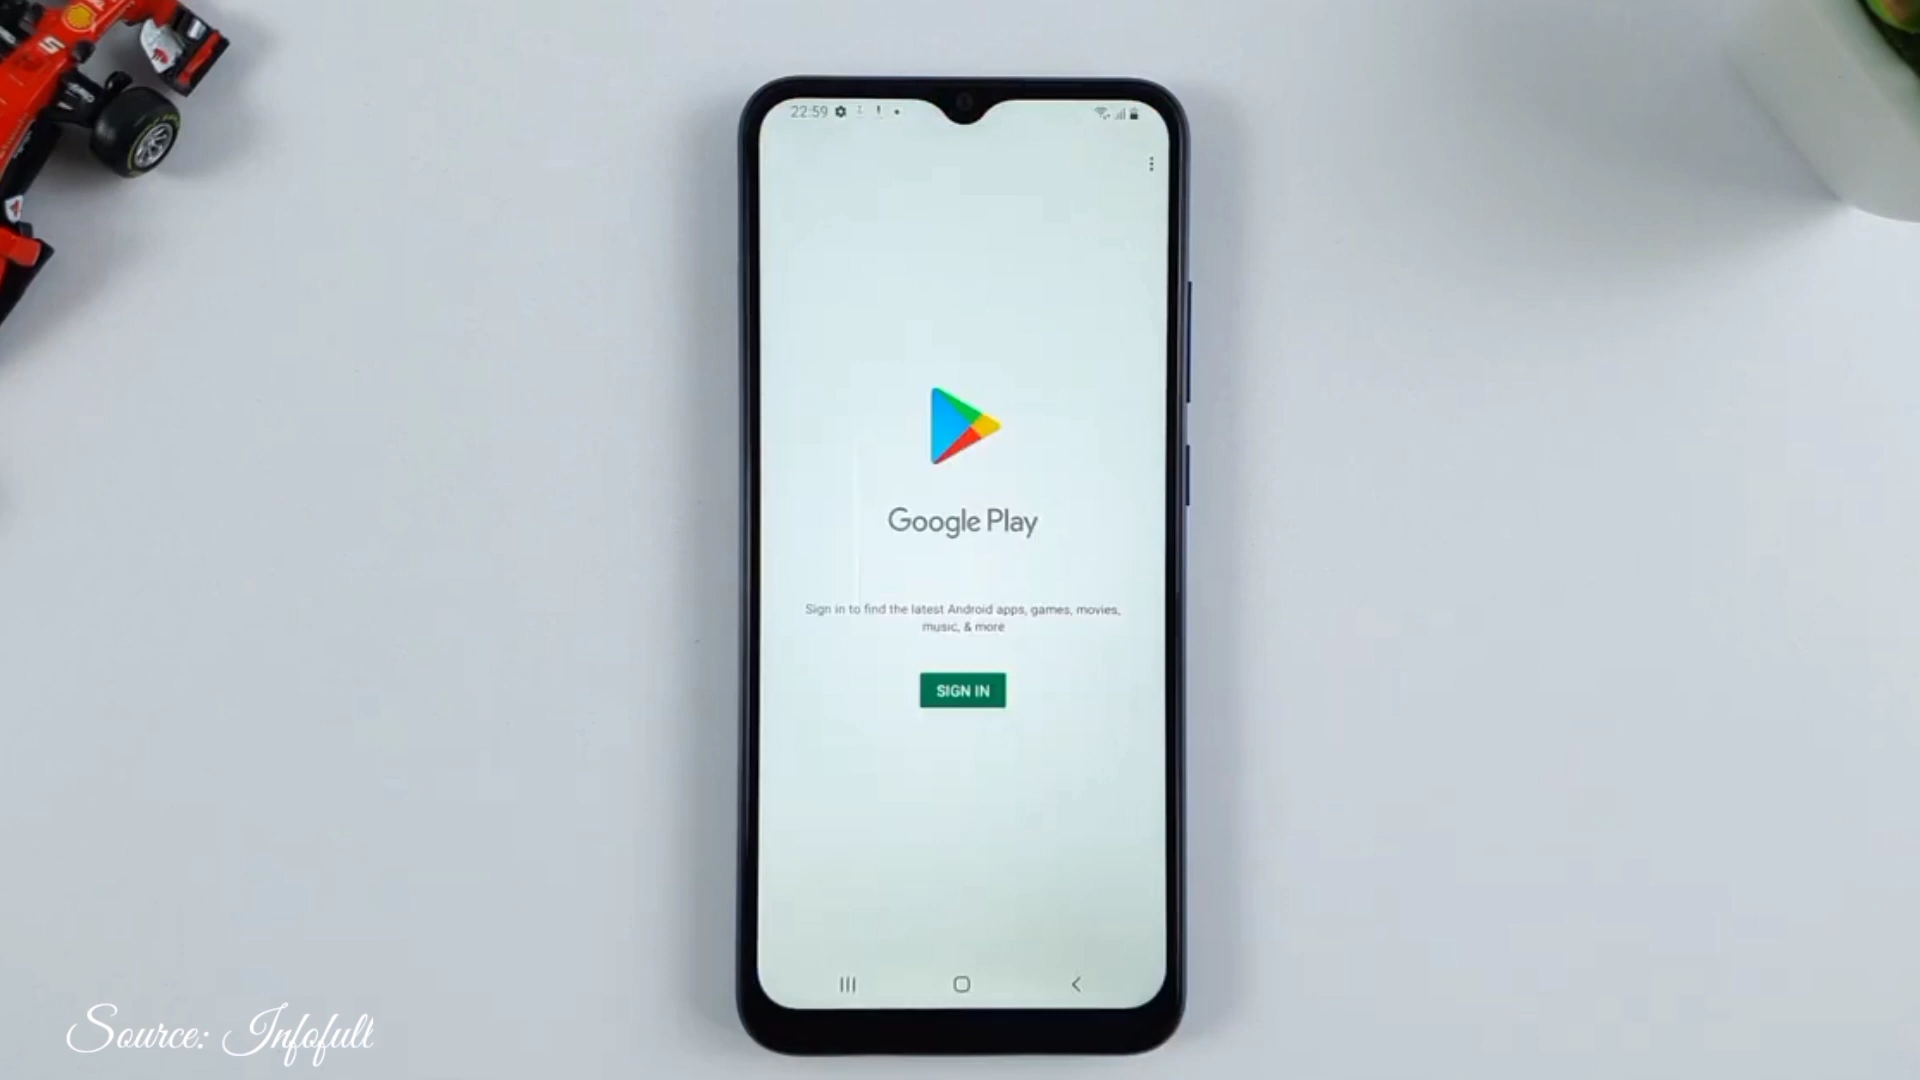 5
22:59
Google Play
Sign in to find the latest Android apps, games, movies,
music, & more
SIGN IN
Source: Infofull